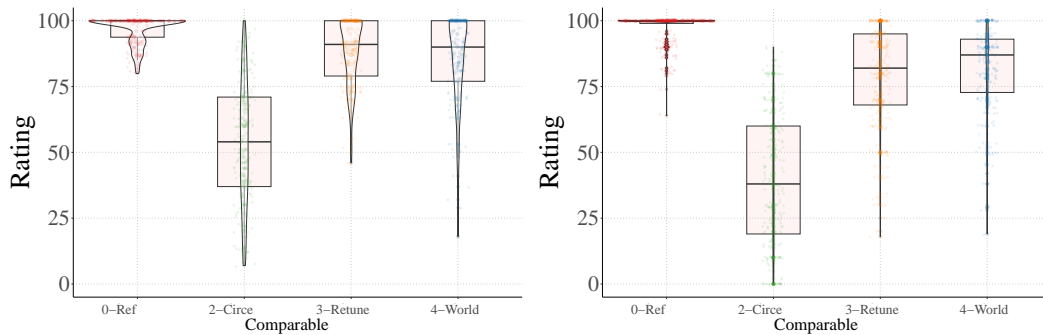 100
75
50
25
0
Rating
0−Ref
2−Circe
3−Retune
4−World
Comparable
100
75
50
25
0
Rating
0−Ref
2−Circe
3−Retune
4−World
Comparable